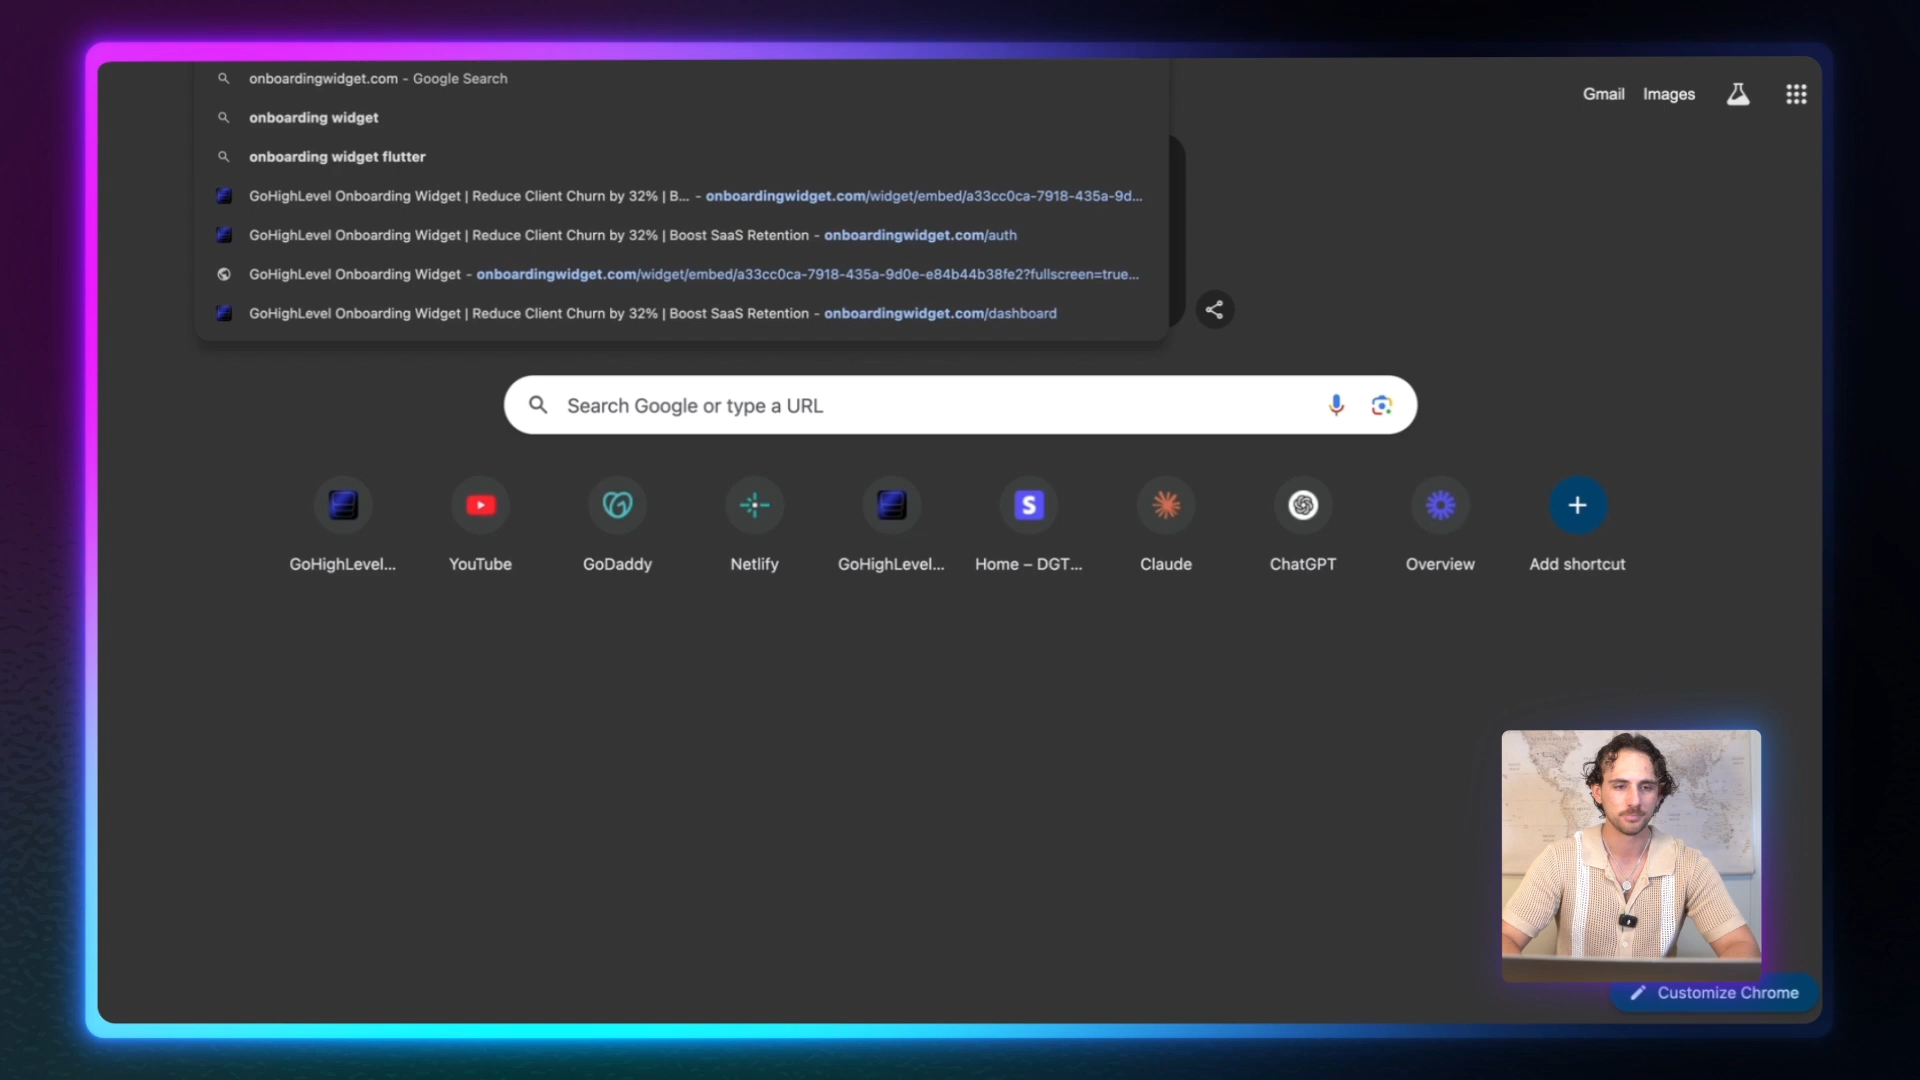 onboardingwidget.com - Google Search
Gmail Images
onboarding widget
onboarding widget flutter
GoHighLevel Onboarding Widget | Reduce Client Churn by 32% | B... - onboardingwidget.com/widget/embed/a33cc0ca-7918-435a-9d...
GoHighLevel Onboarding Widget | Reduce Client Churn by 32% | Boost SaaS Retention - onboardingwidget.com/auth
GoHighLevel Onboarding Widget - onboardingwidget.com/widget/embed/a33cc0ca-7918-435a-9d0e-e84b44b38fe2?fullscreen=true...
GoHighLevel Onboarding Widget | Reduce Client Churn by 32% | Boost SaaS Retention - onboardingwidget.com/dashboard
Search Google or type a URL
GoHighLevel... YouTube GoDaddy Netlify GoHighLevel... Home – DGT... Claude ChatGPT Overview Add shortcut
Customize Chrome